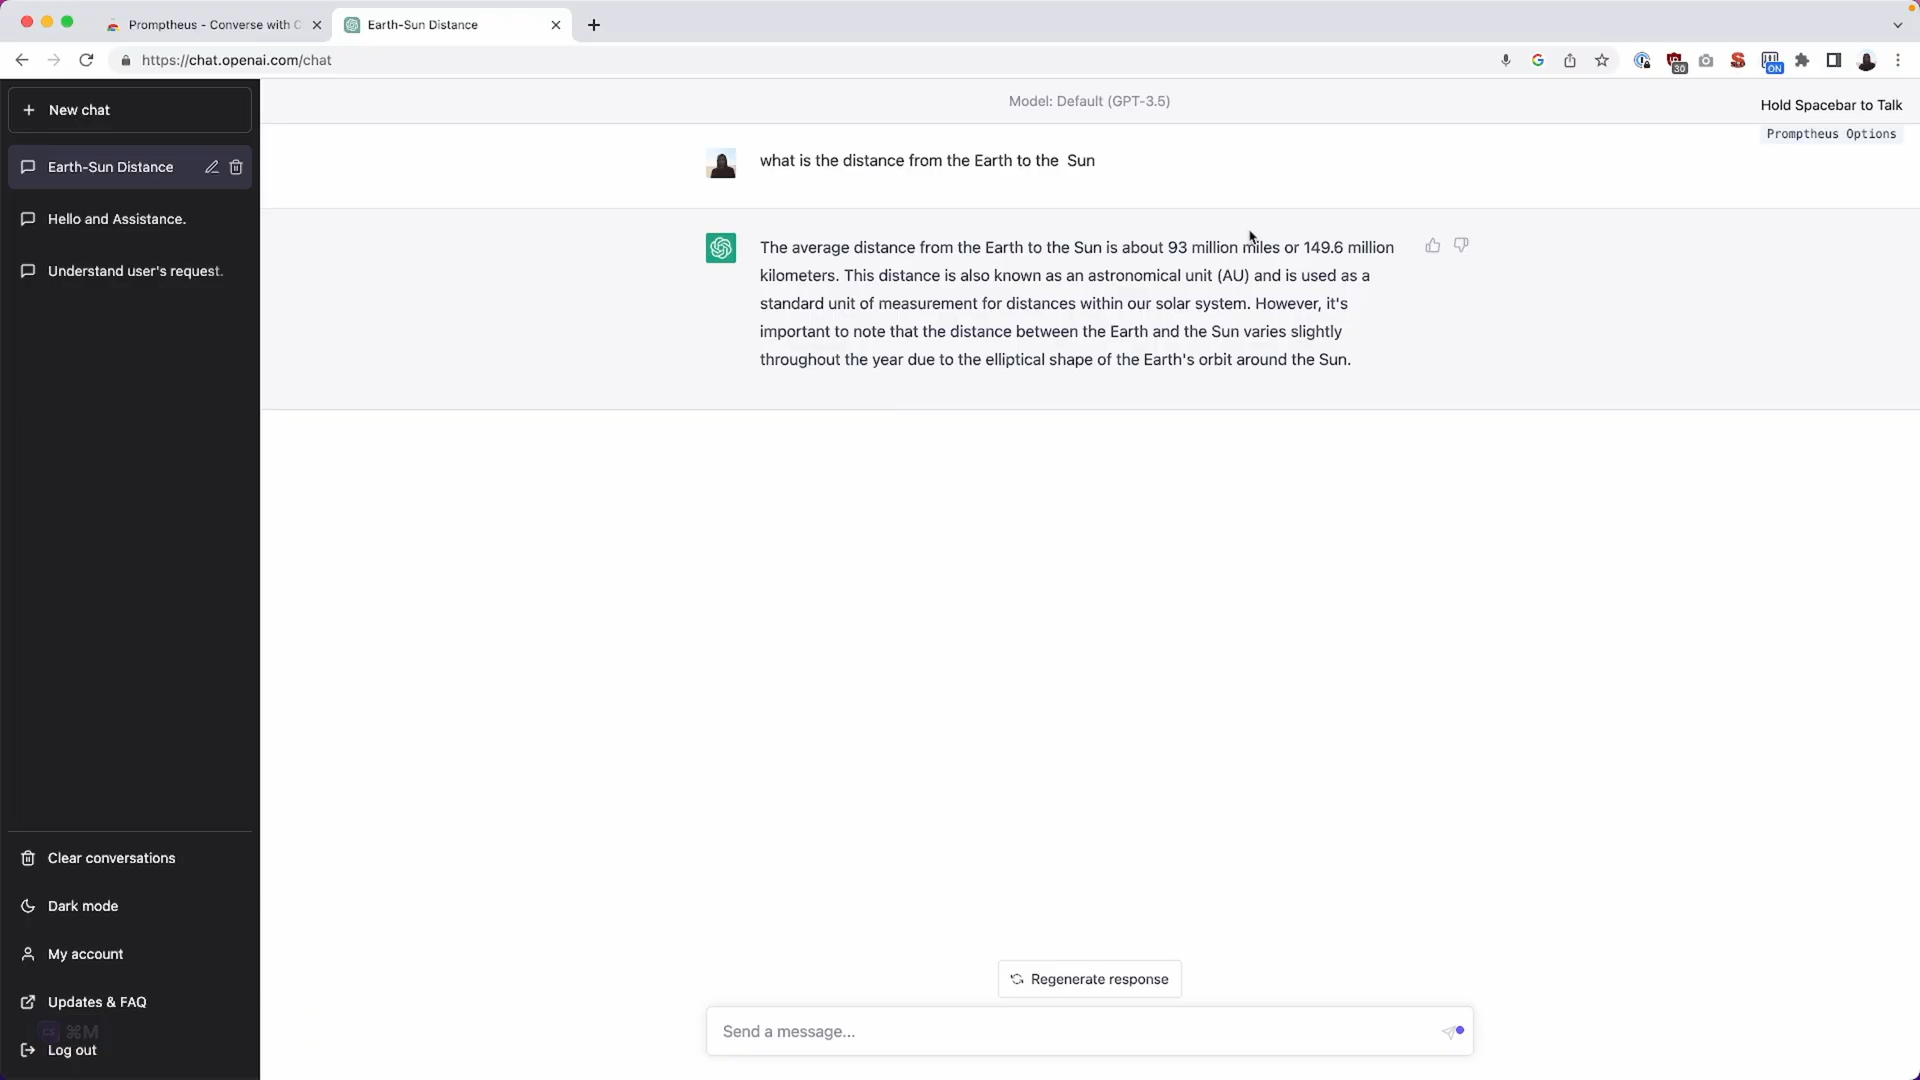 Promptheus - Converse with C
Earth-Sun Distance
https://chat.openai.com/chat
30
ON
New chat
Model: Default (GPT-3.5)
Hold Spacebar to Talk
Promptheus Options
Earth-Sun Distance
Hello and Assistance.
Understand user's request.
what is the distance from the Earth to the  Sun
The average distance from the Earth to the Sun is about 93 million miles or 149.6 million
kilometers. This distance is also known as an astronomical unit (AU) and is used as a
standard unit of measurement for distances within our solar system. However, it's
important to note that the distance between the Earth and the Sun varies slightly
throughout the year due to the elliptical shape of the Earth's orbit around the Sun.
Clear conversations
Dark mode
My account
Updates & FAQ
⌘M
Log out
Regenerate response
Send a message...